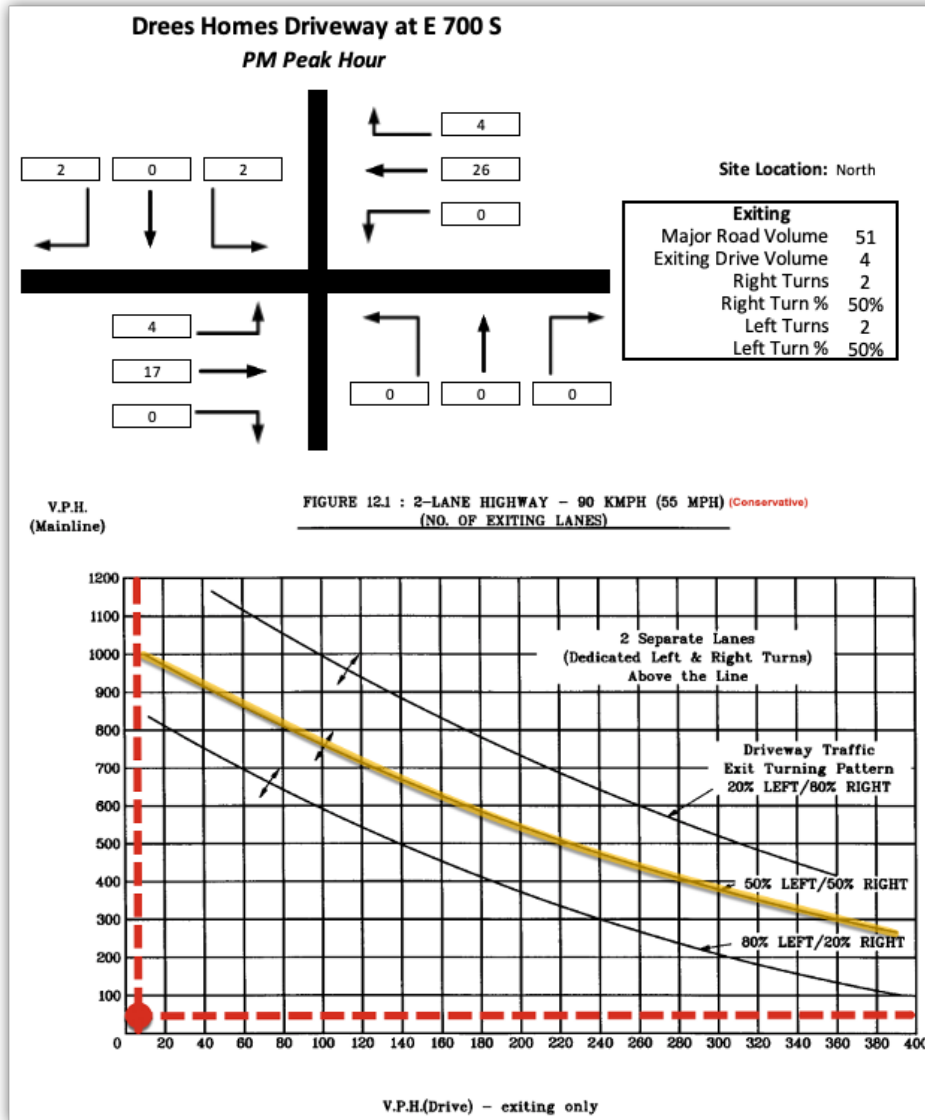 Drees Homes Driveway at E 700 S
PM Peak Hour
4
26
0
2 0 2
Site Location: North
Exiting
Major Road Volume 51
Exiting Drive Volume 4
Right Turns 2
Right Turn % 50%
Left Turns 2
Left Turn % 50%
4
17
0
0 0 0
V.P.H.
(Mainline)
FIGURE 12.1 : 2-LANE HIGHWAY - 90 KMPH (55 MPH) (Conservative)
(NO. OF EXITING LANES)
1200
1100
1000
900
800
700
600
500
400
300
200
100
2 Separate Lanes
(Dedicated Left & Right Turns)
Above the Line
Driveway Traffic
Exit Turning Pattern
20% LEFT/80% RIGHT
50% LEFT/50% RIGHT
80% LEFT/20% RIGHT
0 20 40 60 80 100 120 140 160 180 200 220 240 260 280 300 320 340 360 380 400
V.P.H.(Drive) - exiting only